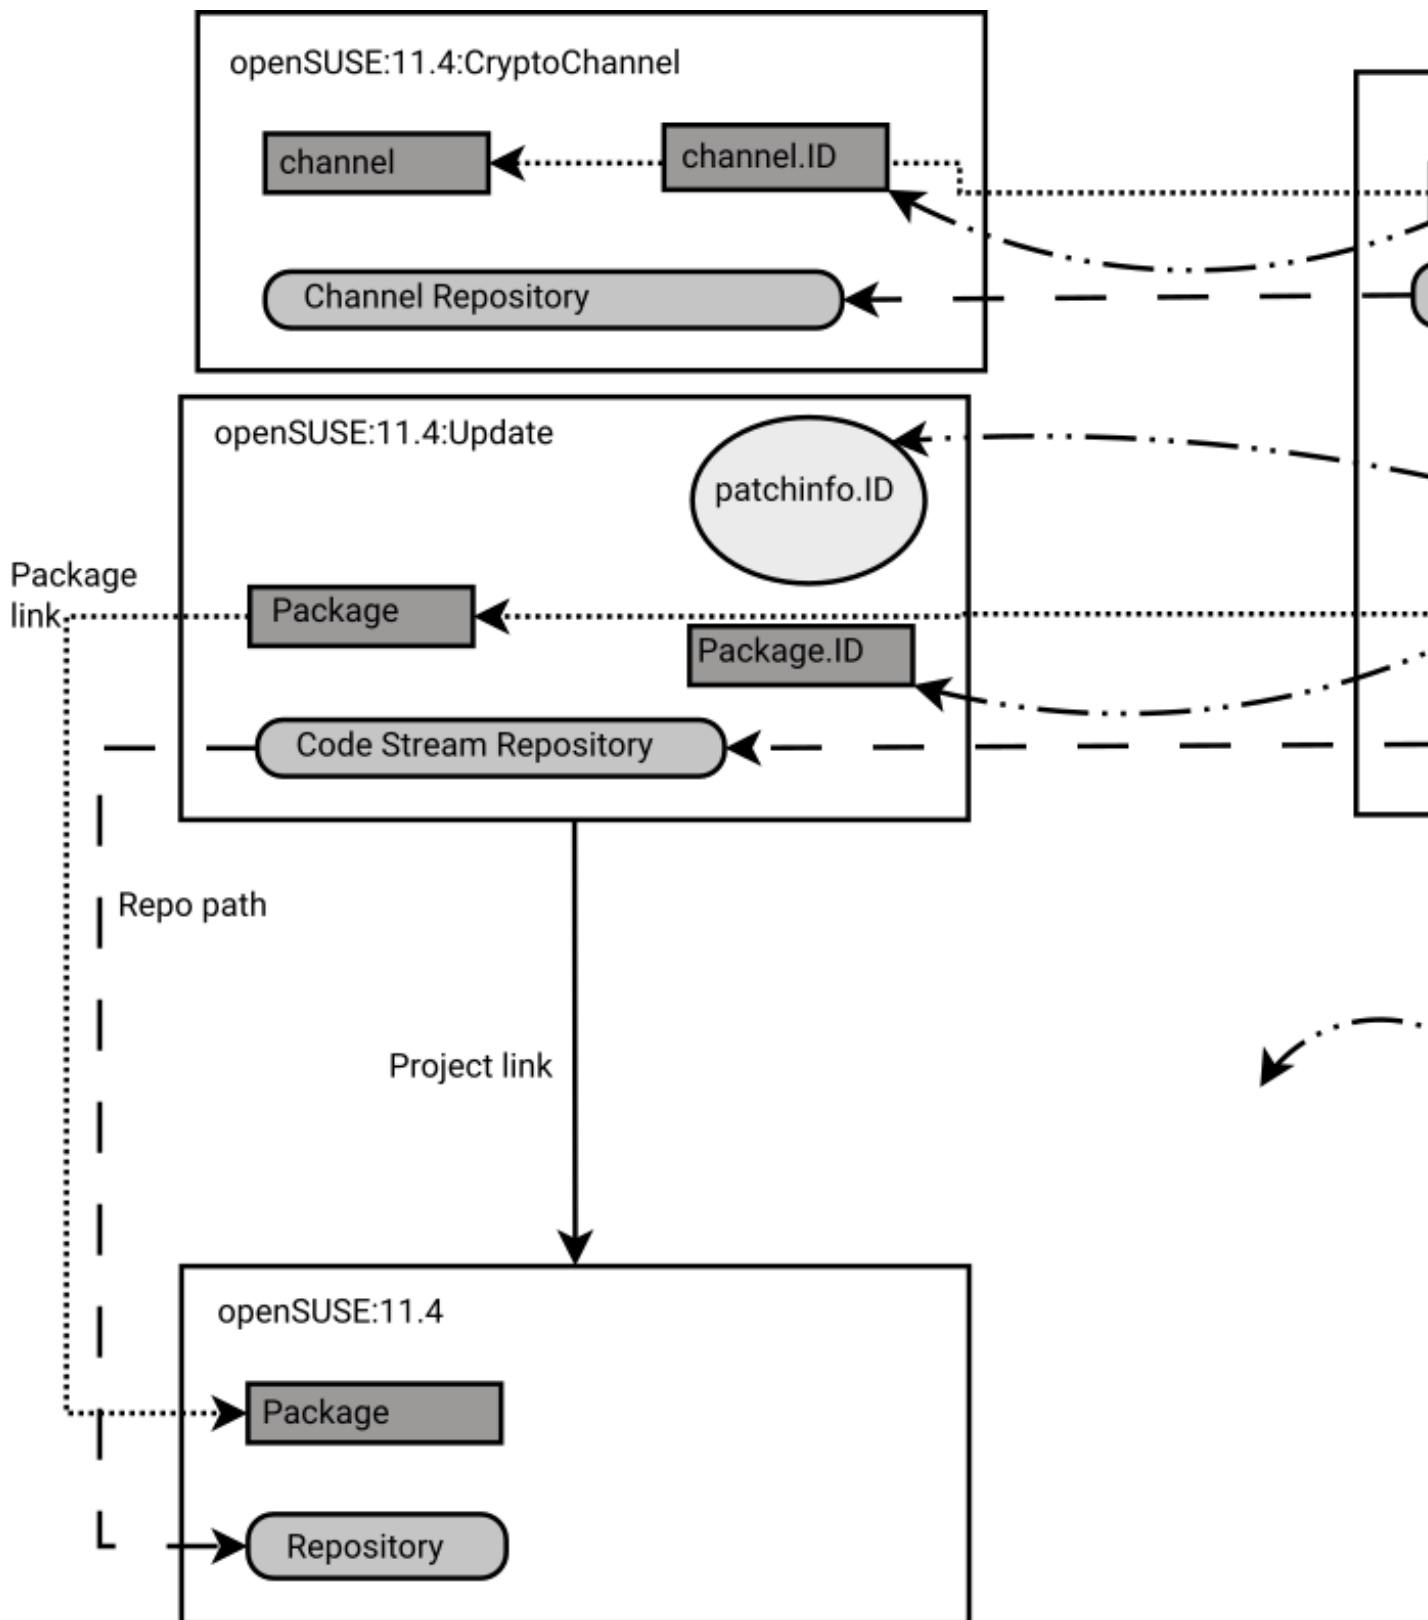 openSUSE:11.4:CryptoChannel
channel
channel.ID
Channel Repository
openSUSE:11.4:Update
patchinfo.ID
Package
link
Package
Package.ID
Code Stream Repository
Repo path
Project link
openSUSE:11.4
Package
Repository